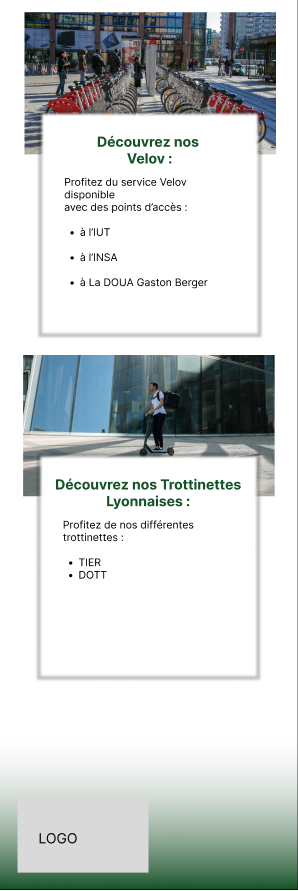 Découvrez nos
Velov :
Profitez du service Velov
disponible
avec des points d’accès :
• à l’IUT
• à l’INSA
• à La DOUA Gaston Berger
Découvrez nos Trottinettes
Lyonnaises :
Profitez de nos différentes
trottinettes :
• TIER
• DOTT
LOGO